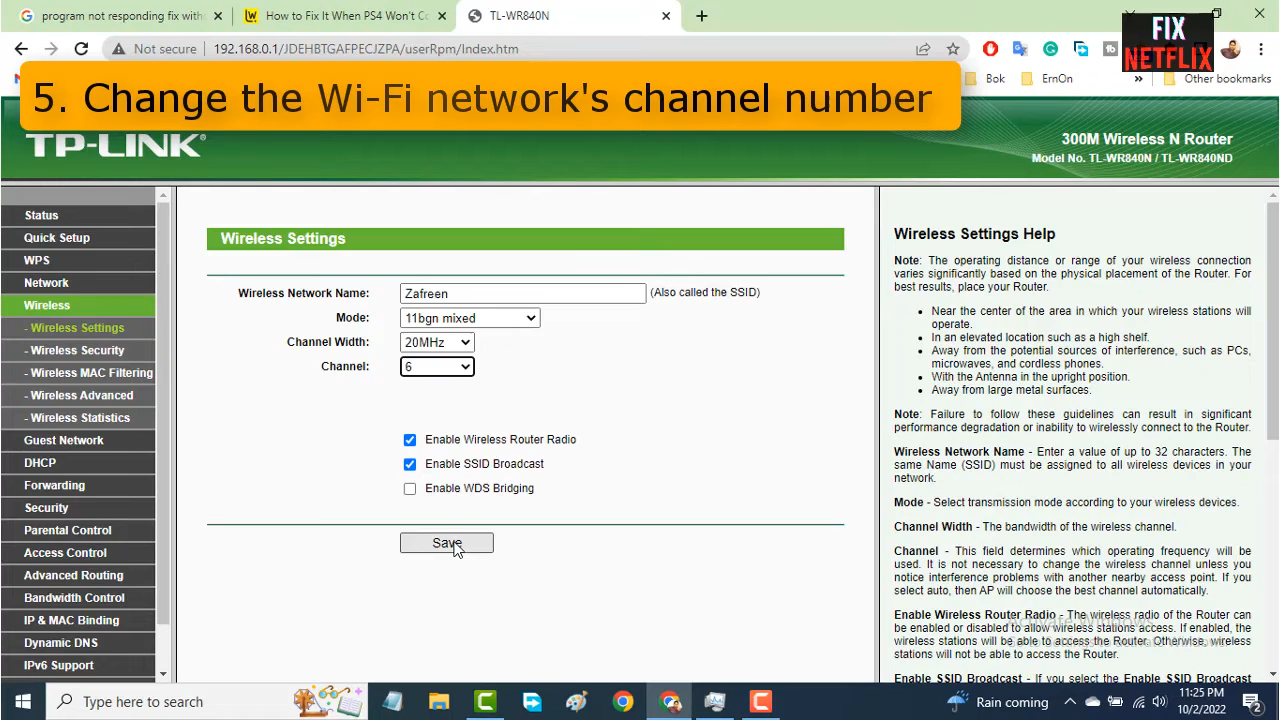 program not responding fix with
How to Fix It When PS4 Won't Co
TL-WR840N
Not secure
192.168.0.1/JDEHBTGAFPECJZPA/userRpm/Index.htm
FIX
NETFLIX
Bok
ErnOn
Other bookmarks
5. Change the Wi-Fi network's channel number
TP-LINK
300M Wireless N Router
Model No. TL-WR840N / TL-WR840ND
Status
Quick Setup
WPS
Network
Wireless
- Wireless Settings
- Wireless Security
- Wireless MAC Filtering
- Wireless Advanced
- Wireless Statistics
Guest Network
DHCP
Forwarding
Security
Parental Control
Access Control
Advanced Routing
Bandwidth Control
IP & MAC Binding
Dynamic DNS
IPv6 Support
Wireless Settings
Wireless Network Name: Zafreen (Also called the SSID)
Mode: 11bgn mixed
Channel Width: 20MHz
Channel: 6
Enable Wireless Router Radio
Enable SSID Broadcast
Enable WDS Bridging
Save
Wireless Settings Help
Note: The operating distance or range of your wireless connection
varies significantly based on the physical placement of the Router. For
best results, place your Router.
Near the center of the area in which your wireless stations will
operate.
In an elevated location such as a high shelf.
Away from the potential sources of interference, such as PCs,
microwaves, and cordless phones.
With the Antenna in the upright position.
Away from large metal surfaces.
Note: Failure to follow these guidelines can result in significant
performance degradation or inability to wirelessly connect to the Router.
Wireless Network Name - Enter a value of up to 32 characters. The
same Name (SSID) must be assigned to all wireless devices in your
network.
Mode - Select transmission mode according to your wireless devices.
Channel Width - The bandwidth of the wireless channel.
Channel - This field determines which operating frequency will be
used. It is not necessary to change the wireless channel unless you
notice interference problems with another nearby access point. If you
select auto, then AP will choose the best channel automatically.
Enable Wireless Router Radio - The wireless radio of the Router can
be enabled or disabled to allow wireless stations access. If enabled, the
wireless stations will be able to access the Router. Otherwise, wireless
stations will not be able to access the Router.
Enable SSID Broadcast - If you select the Enable SSID
Type here to search
Rain coming
11:25 PM
10/2/2022
2